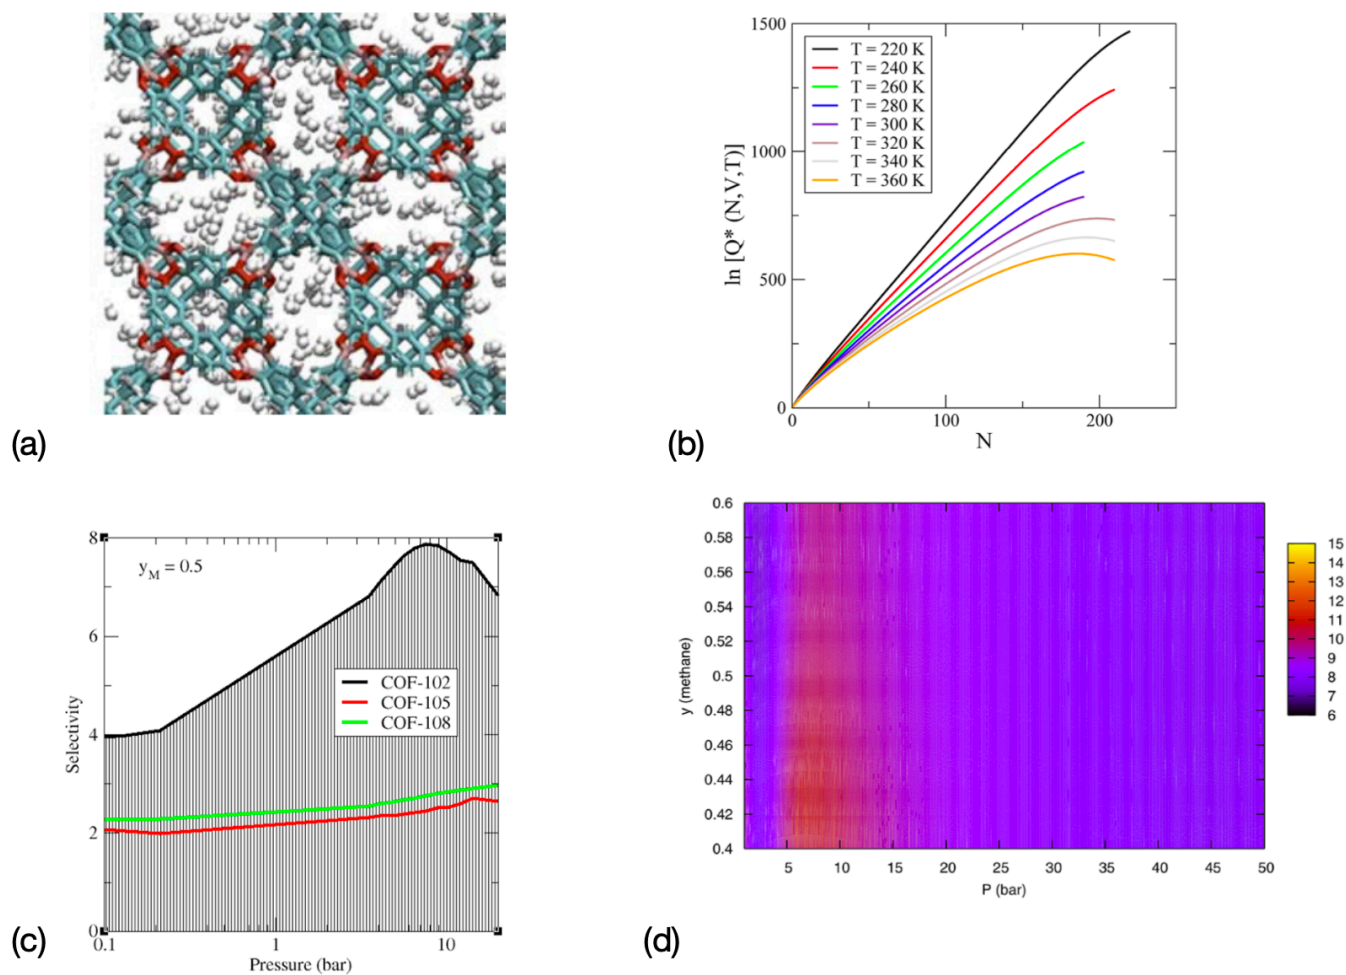 (a)
1500
1000
500
0
0
100
200
ln [Q* (N,V,T)]
N
T = 220 K
T = 240 K
T = 260 K
T = 280 K
T = 300 K
T = 320 K
T = 340 K
T = 360 K
(b)
8
6
4
2
0
0.1
1
10
Selectivity
Pressure (bar)
y_M = 0.5
COF-102
COF-105
COF-108
(c)
0.6
0.58
0.56
0.54
0.52
0.5
0.48
0.46
0.44
0.42
0.4
y (methane)
5 10 15 20 25 30 35 40 45 50
P (bar)
15
14
13
12
11
10
9
8
7
6
(d)